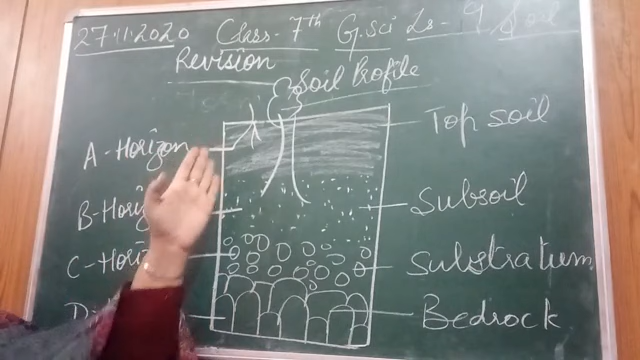 27.11.2020 Class- 7th G.Sci Ls- 9 Soil
Revision
Soil Profile
A-Horizon Top soil
Subsoil
Substratum
Bedrock